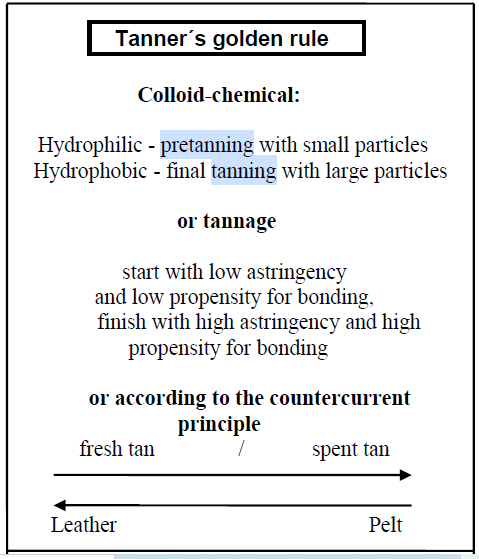 Tanner´s golden rule
Colloid-chemical:
Hydrophilic - pretanning with small particles
Hydrophobic - final tanning with large particles
or tannage
start with low astringency
and low propensity for bonding,
finish with high astringency and high
propensity for bonding
or according to the countercurrent
principle
fresh tan / spent tan
Leather Pelt